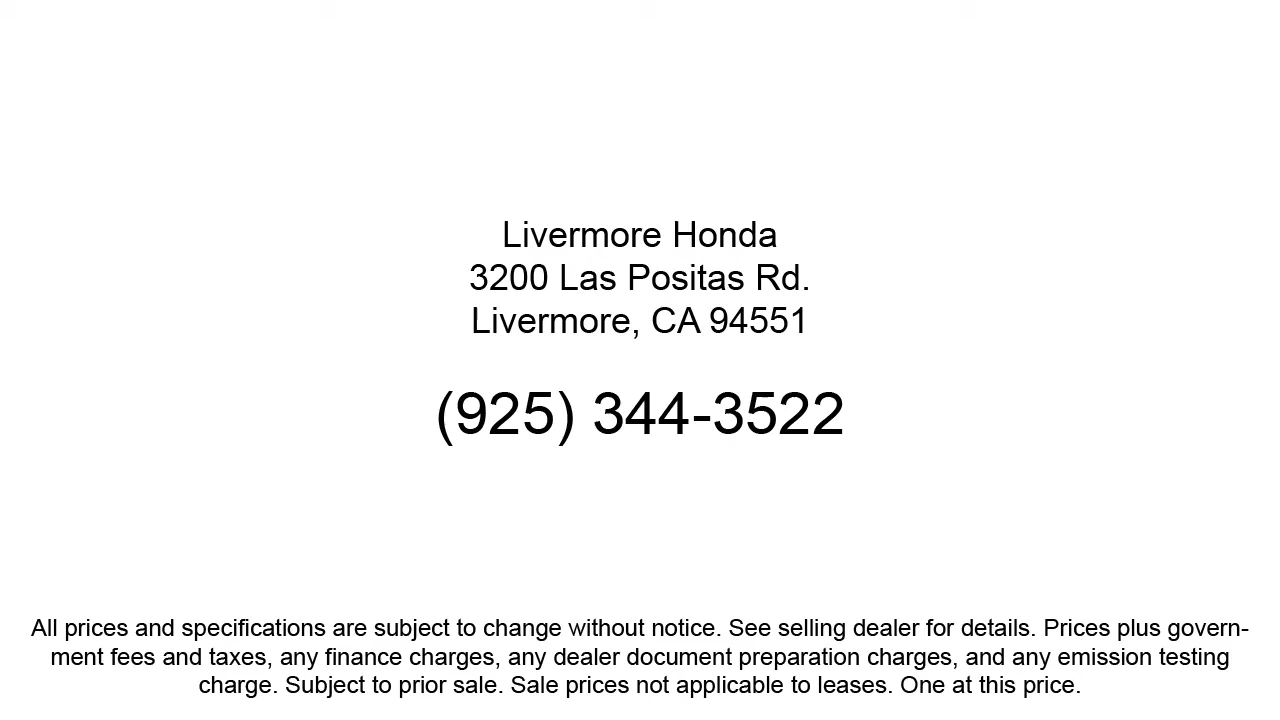 Livermore Honda
3200 Las Positas Rd.
Livermore, CA 94551
(925) 344-3522
All prices and specifications are subject to change without notice. See selling dealer for details. Prices plus govern-
ment fees and taxes, any finance charges, any dealer document preparation charges, and any emission testing
charge. Subject to prior sale. Sale prices not applicable to leases. One at this price.